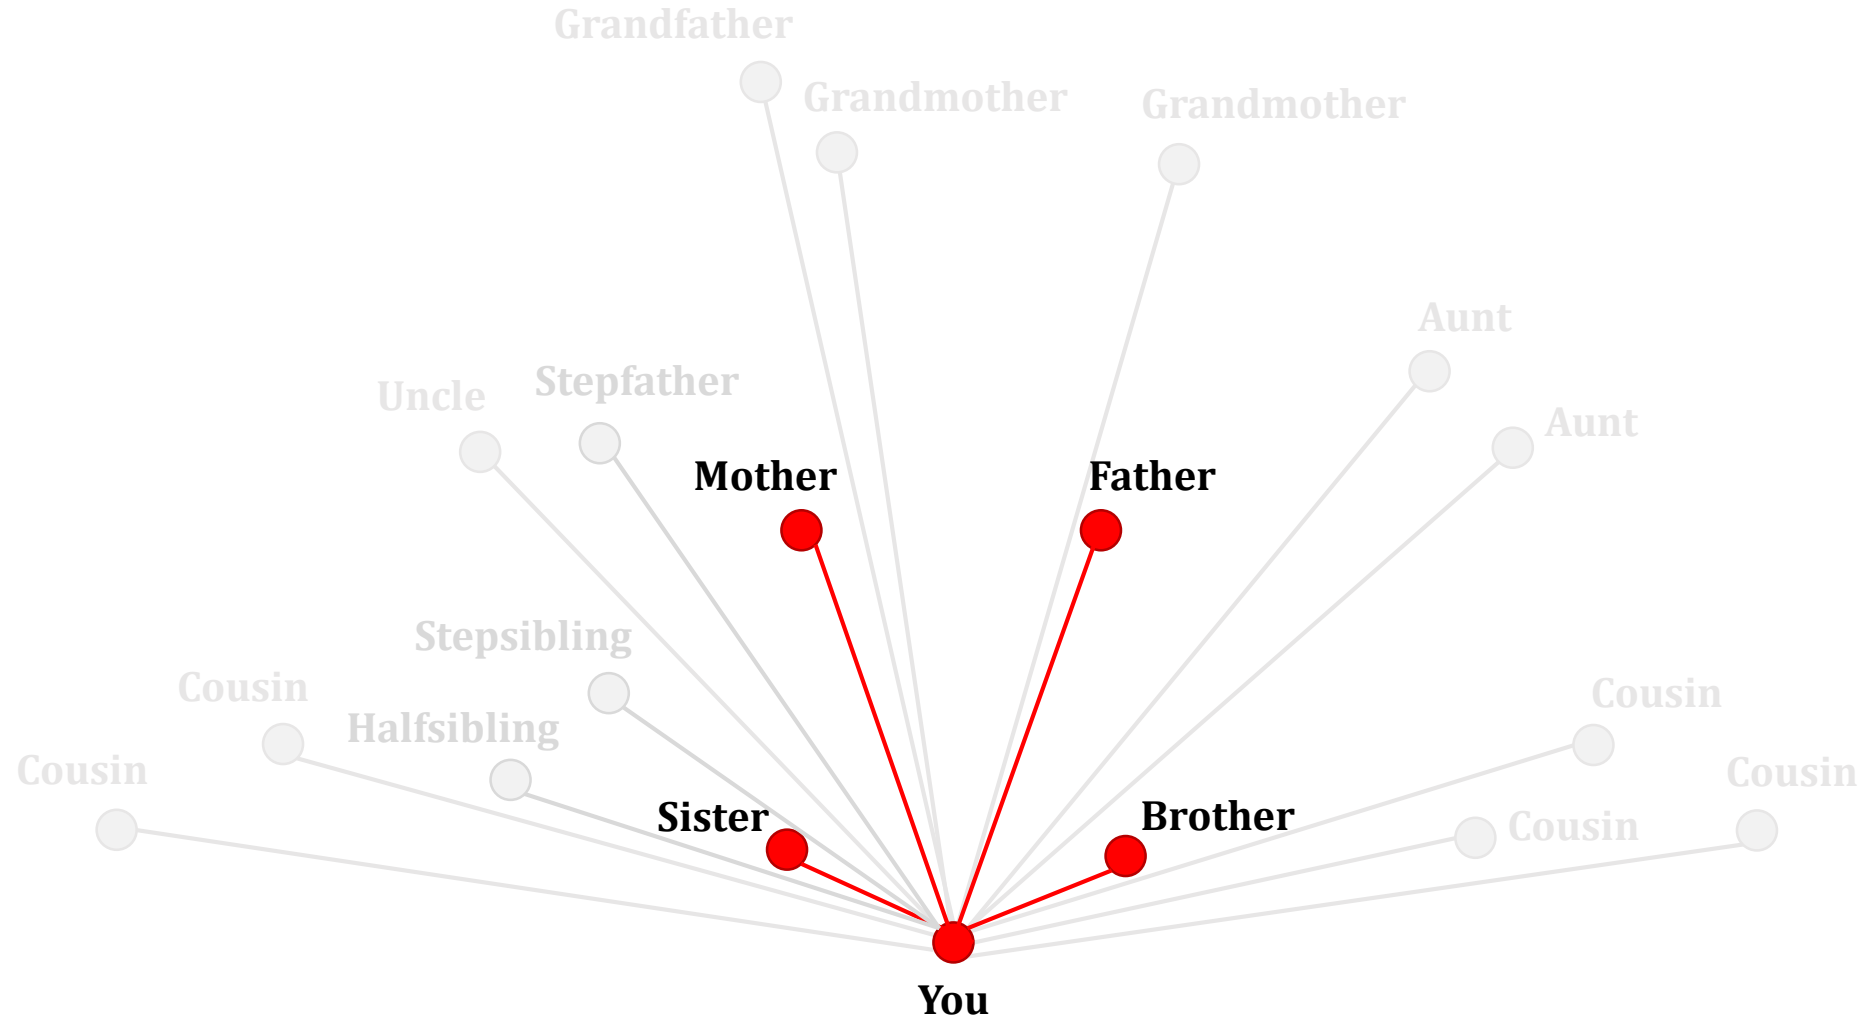 Grandfather
Grandmother
Grandmother
Aunt
Uncle
Stepfather
Aunt
Mother
Father
Stepsibling
Cousin
Cousin
Halfsibling
Cousin
Cousin
Sister
Brother
Cousin
You